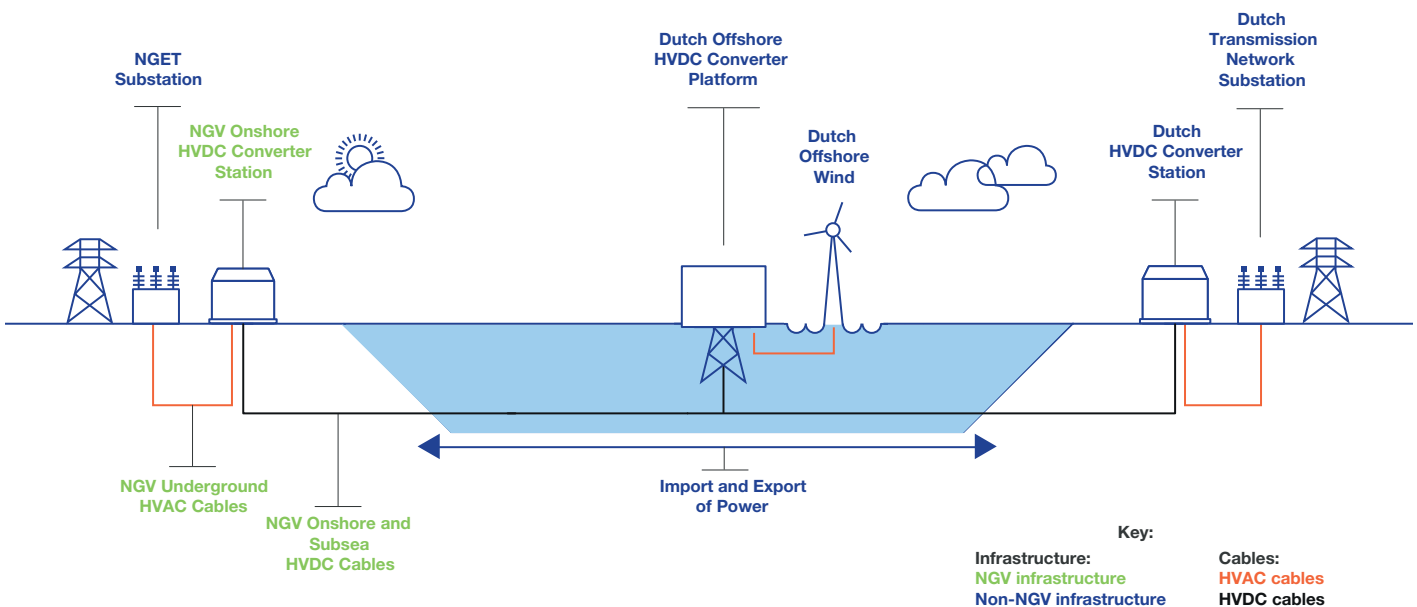 NGET
Substation
NGV Onshore
HVDC Converter
Station
Dutch Offshore
HVDC Converter
Platform
Dutch
Offshore
Wind
Dutch
HVDC Converter
Station
Dutch
Transmission
Network
Substation
NGV Underground
HVAC Cables
NGV Onshore and
Subsea
HVDC Cables
Import and Export
of Power
Key:
Infrastructure:
NGV infrastructure
Non-NGV infrastructure
Cables:
HVAC cables
HVDC cables